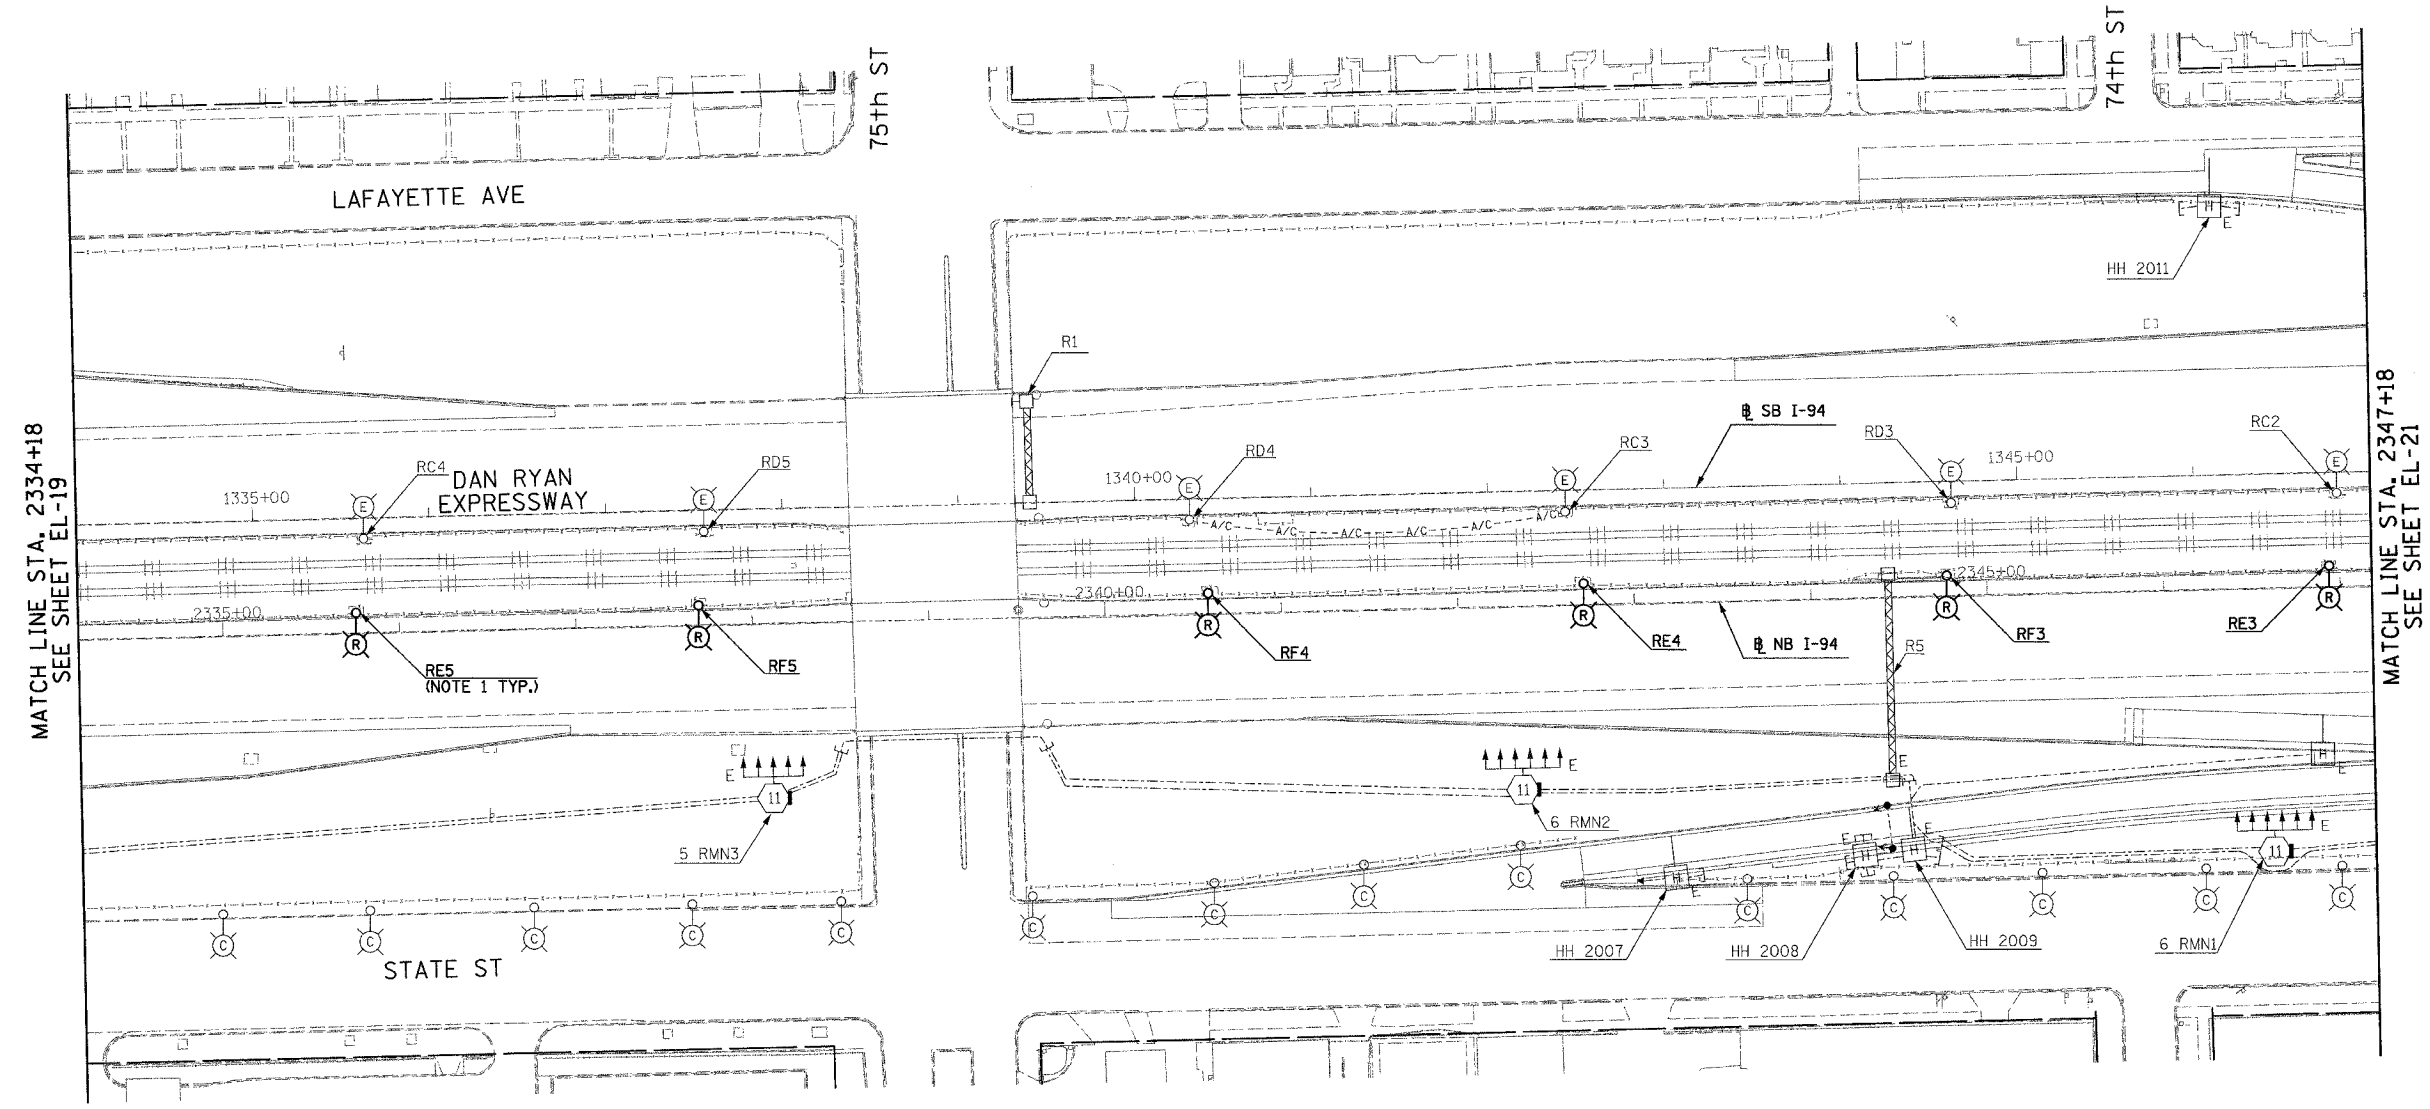 75th ST
74th ST
LAFAYETTE AVE
H
E
E
HH 2011
R1
MATCH LINE STA. 2334+18
SEE SHEET EL-19
MATCH LINE STA. 2347+18
SEE SHEET EL-21
℄ SB I-94
RC4
DAN RYAN
EXPRESSWAY
RD5
RD4
RC3
RD3
RC2
1335+00
1340+00
1345+00
E
E
E
E
E
E
A/C
A/C
A/C
A/C
A/C
A/C
2335+00
2340+00
2345+00
R
R
R
R
R
R
RE5
(NOTE 1 TYP.)
RF5
RF4
RE4
℄ NB I-94
RF3
R5
RE3
E
11
5 RMN3
E
11
6 RMN2
E
H
E
E
H
H
E
H
E
E
E
11
6 RMN1
HH 2007
HH 2008
HH 2009
C
C
C
C
C
C
C
C
C
C
C
C
C
C
STATE ST